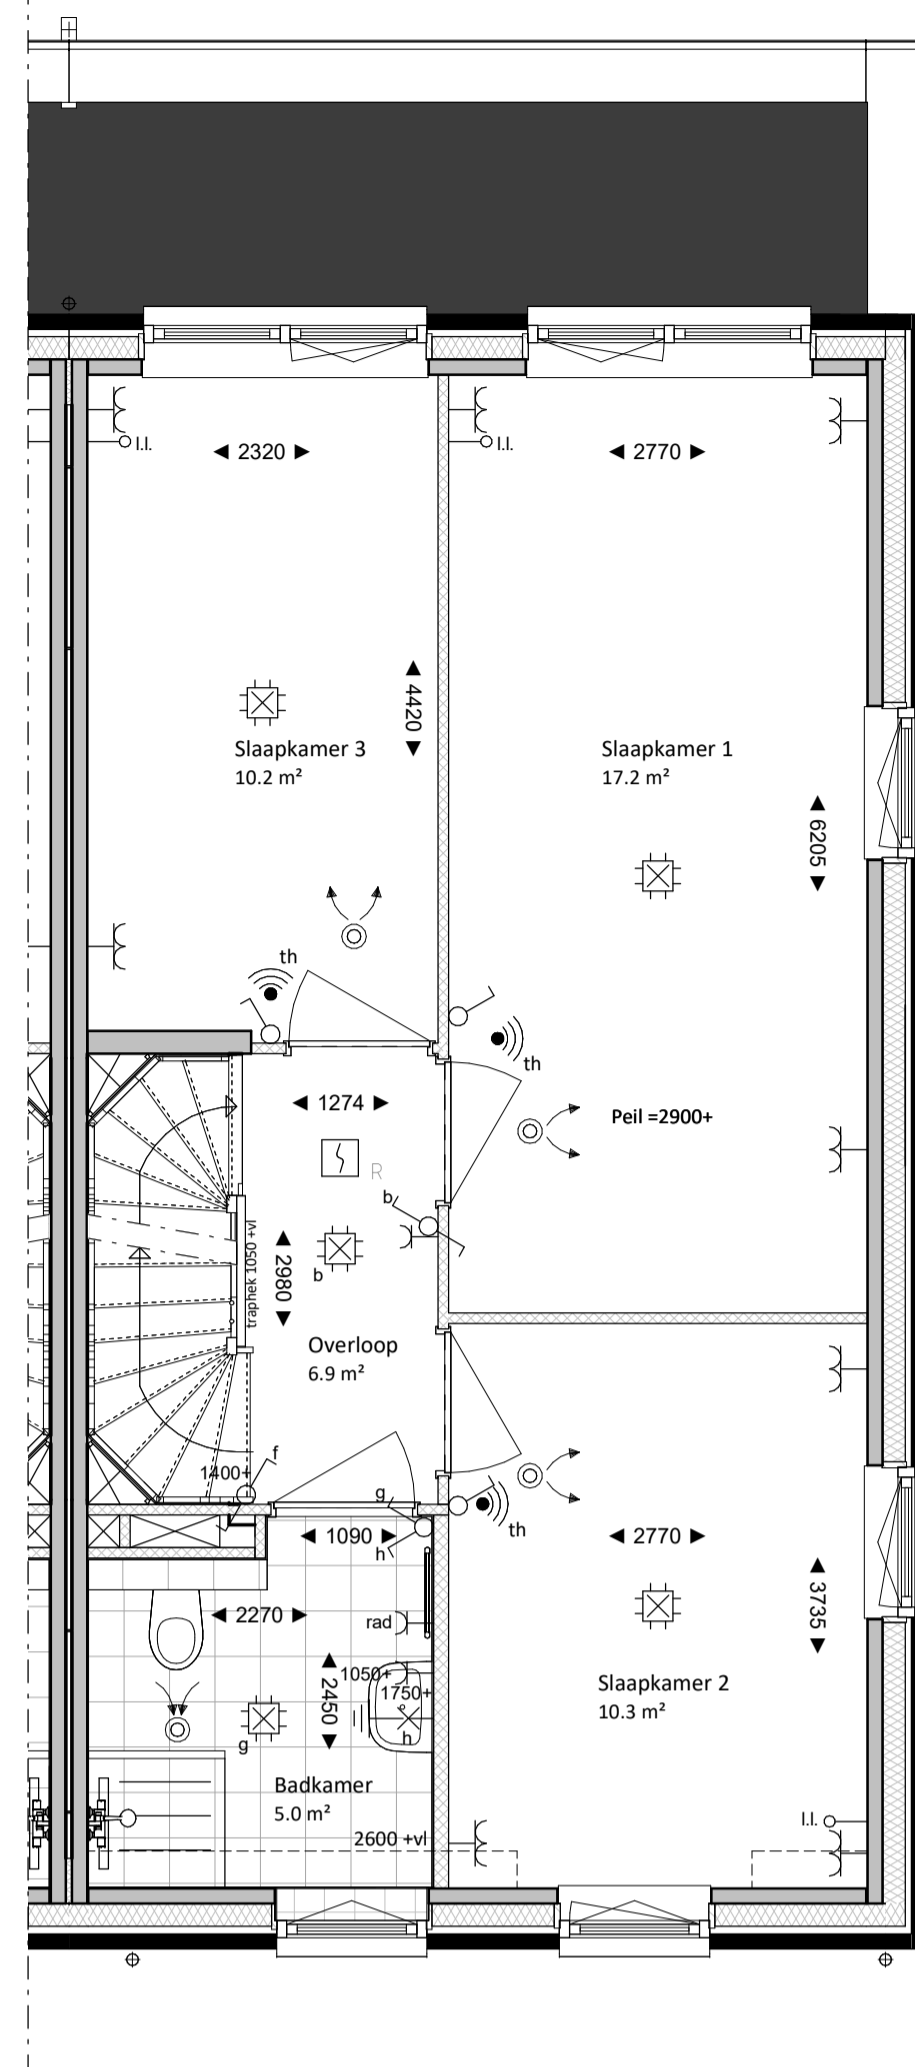 l.l.
◄ 2320 ►
l.l.
◄ 2770 ►
◄ 4420 ►
Slaapkamer 3
10.2 m²
Slaapkamer 1
17.2 m²
◄ 6205 ►
th
th
◄ 1274 ►
Peil =2900+
R
b
traphek 1050 +vl
◄ 2980 ►
b
Overloop
6.9 m²
f
1400+
g
th
◄ 1090 ►
h
◄ 2770 ►
◄ 3735 ►
◄ 2270 ►
rad
◄ 2450 ►
1050+
1750+
Slaapkamer 2
10.3 m²
h
g
Badkamer
5.0 m²
l.l.
2600 +vl